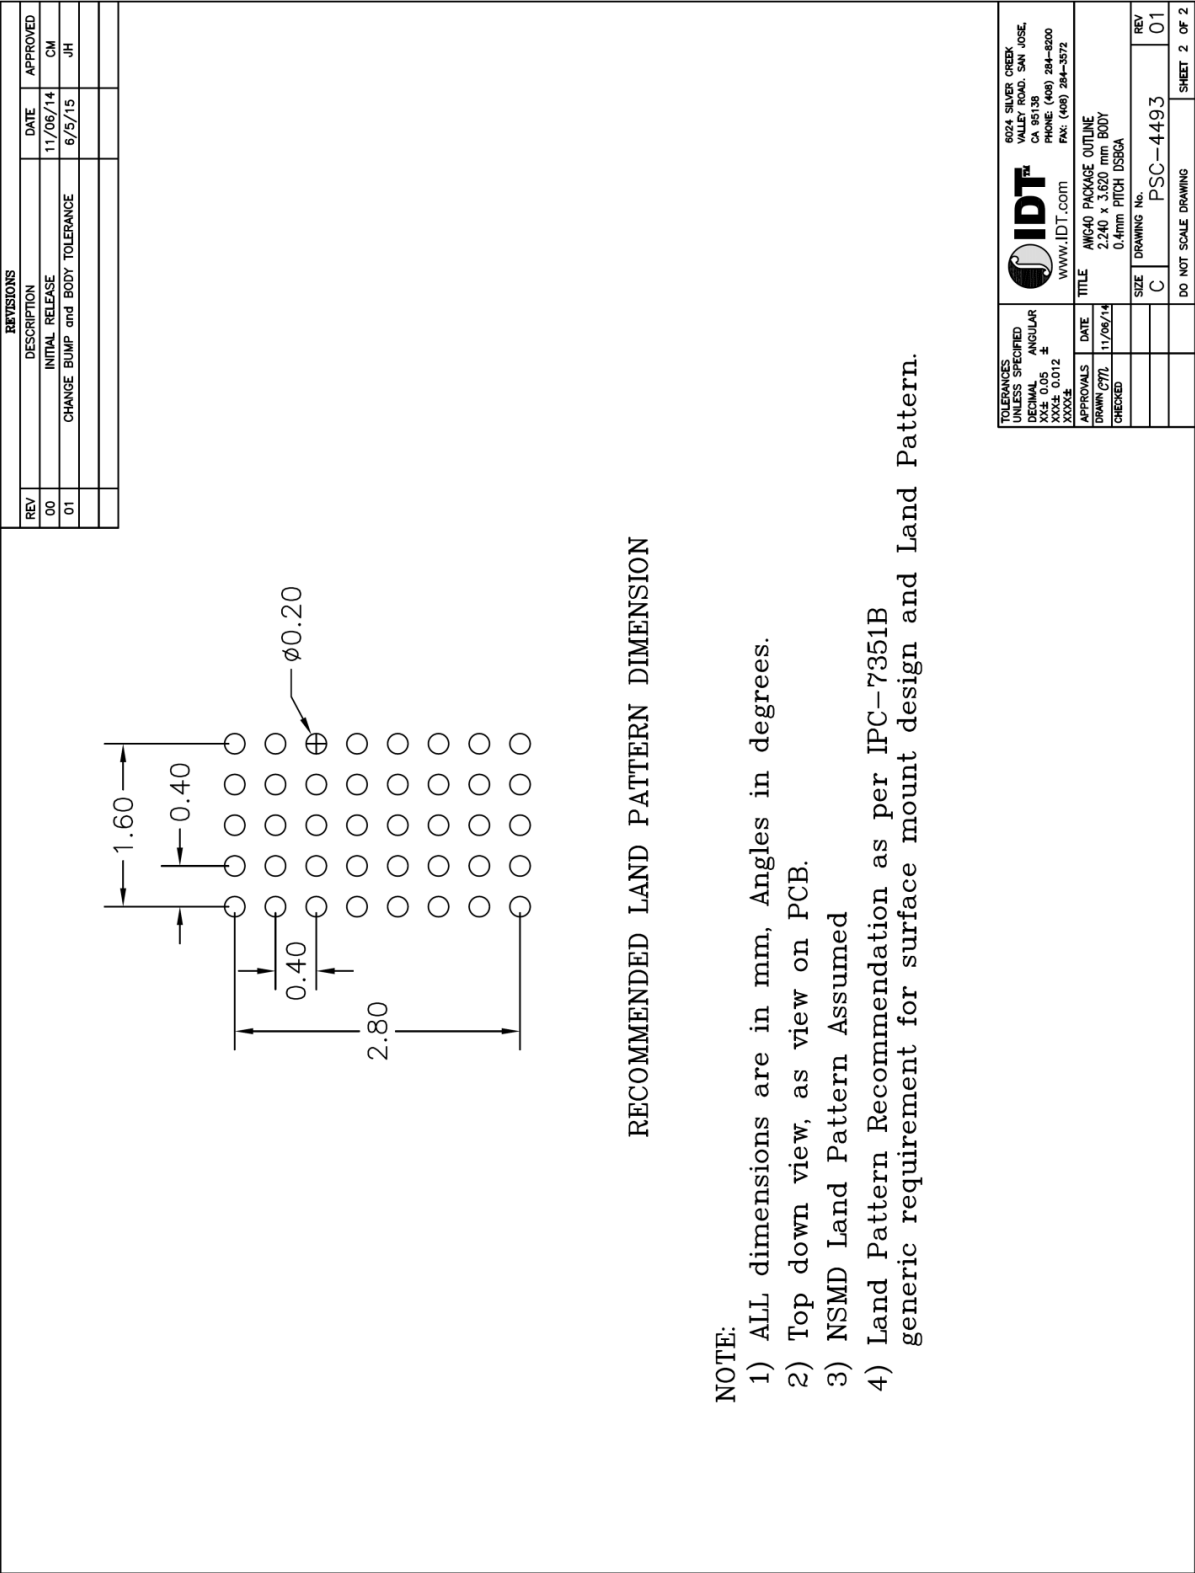 REVISIONS
REV DESCRIPTION DATE APPROVED
00 INITIAL RELEASE 11/06/14 CM
01 CHANGE BUMP and BODY TOLERANCE 6/5/15 JH
1.60
0.40
ø0.20
0.40
2.80
RECOMMENDED LAND PATTERN DIMENSION
NOTE:
1) ALL dimensions are in mm, Angles in degrees.
2) Top down view, as view on PCB.
3) NSMD Land Pattern Assumed
4) Land Pattern Recommendation as per IPC-7351B
generic requirement for surface mount design and Land Pattern.
TOLERANCES
UNLESS SPECIFIED
DECIMAL ANGULAR
XX± 0.05 ±
XXX± 0.012
XXXX±
APPROVALS DATE
DRAWN CM 11/06/14
CHECKED
IDT™
www.IDT.com
6024 SILVER CREEK
VALLEY ROAD. SAN JOSE,
CA 95138
PHONE: (408) 284-8200
FAX: (408) 284-3572
TITLE AWG40 PACKAGE OUTLINE
2.240 x 3.620 mm BODY
0.4mm PITCH DSBGA
SIZE DRAWING No. REV
C PSC-4493 01
DO NOT SCALE DRAWING SHEET 2 OF 2